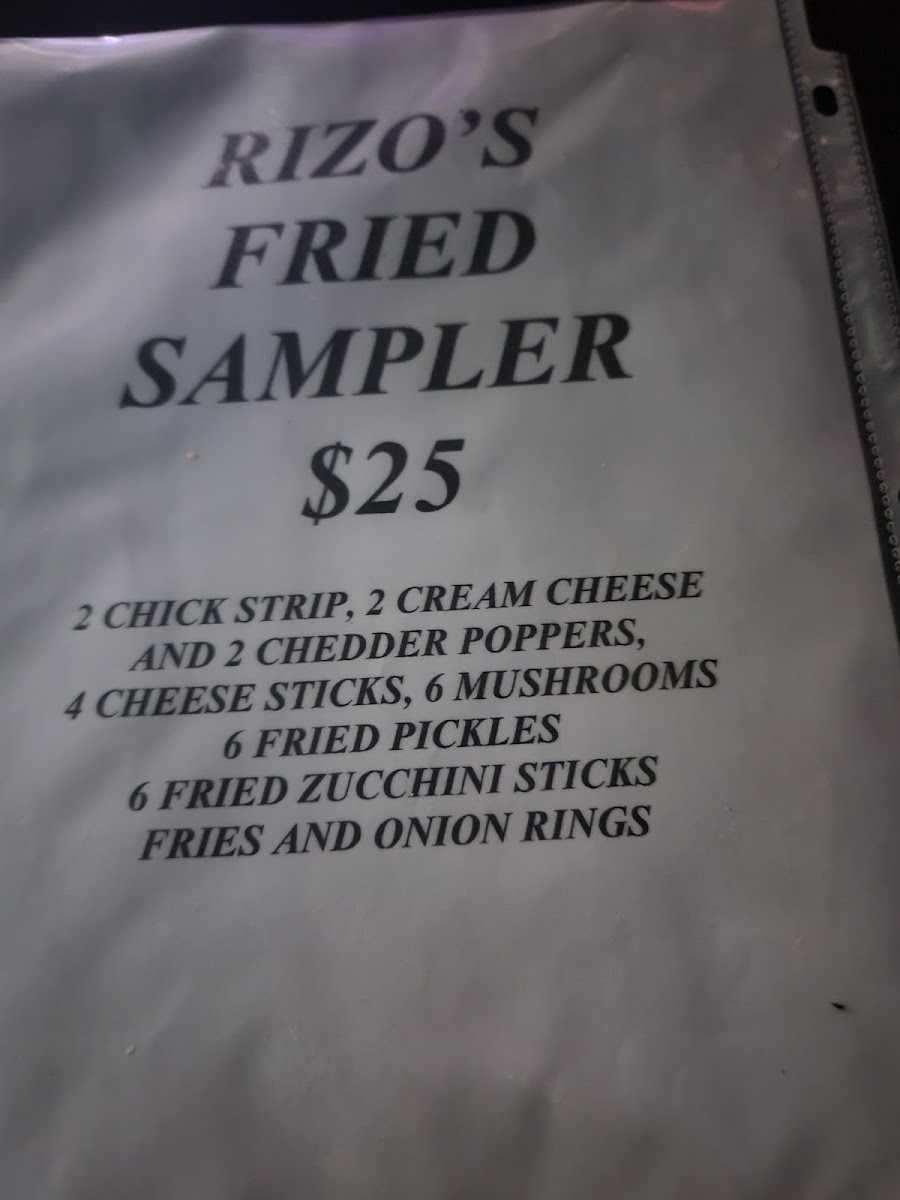 RIZO'S
FRIED
SAMPLER
$25
2 CHICK STRIP, 2 CREAM CHEESE
AND 2 CHEDDER POPPERS,
4 CHEESE STICKS, 6 MUSHROOMS
6 FRIED PICKLES
6 FRIED ZUCCHINI STICKS
FRIES AND ONION RINGS